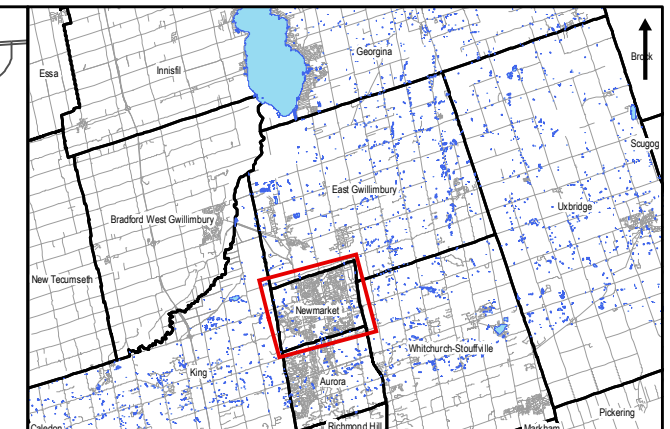 Georgina
Brock
Essa
Innisfil
Scugog
East Gwillimbury
Uxbridge
Bradford West Gwillimbury
New Tecumseth
Newmarket
Whitchurch-Stouffville
King
Aurora
Pickering
Caledon
Richmond Hill
Markham